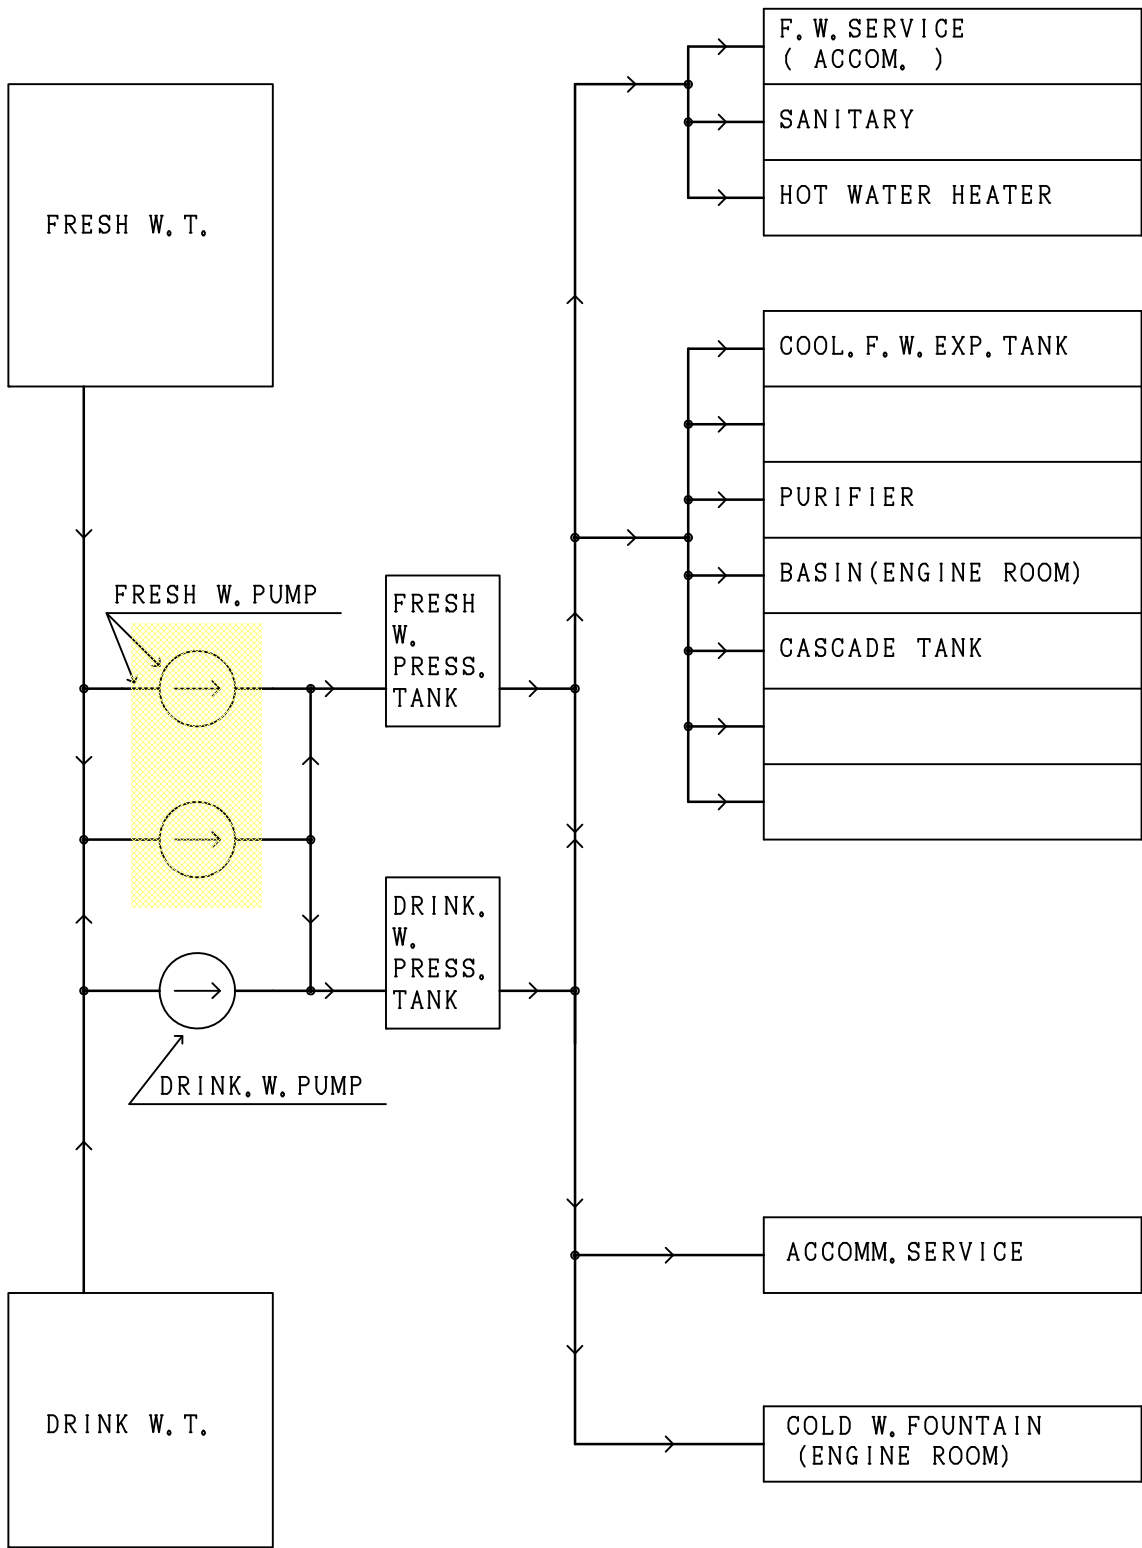 F.W.SERVICE
( ACCOM. )
SANITARY
HOT WATER HEATER
FRESH W.T.
COOL.F.W.EXP.TANK
PURIFIER
BASIN(ENGINE ROOM)
CASCADE TANK
FRESH W.PUMP
FRESH
W.
PRESS.
TANK
DRINK.
W.
PRESS.
TANK
DRINK.W.PUMP
ACCOMM.SERVICE
DRINK W.T.
COLD W.FOUNTAIN
(ENGINE ROOM)